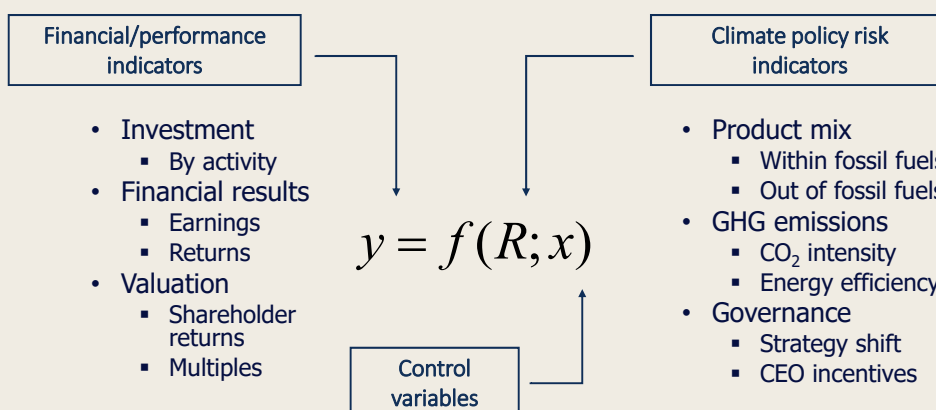 Financial/performance
indicators
• Investment
▪ By activity
• Financial results
▪ Earnings
▪ Returns
• Valuation
▪ Shareholder
returns
▪ Multiples
y = f(R; x)
Control
variables
Climate policy risk
indicators
• Product mix
▪ Within fossil fuels
▪ Out of fossil fuels
• GHG emissions
▪ CO₂ intensity
▪ Energy efficiency
• Governance
▪ Strategy shift
▪ CEO incentives